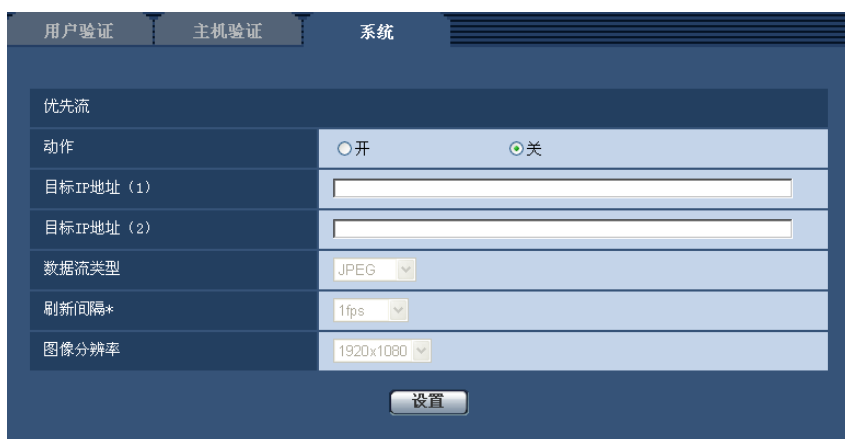 用户验证 主机验证 系统
优先流
动作 开 关
目标IP地址（1）
目标IP地址（2）
数据流类型 JPEG
刷新间隔* 1fps
图像分辨率 1920x1080
设置